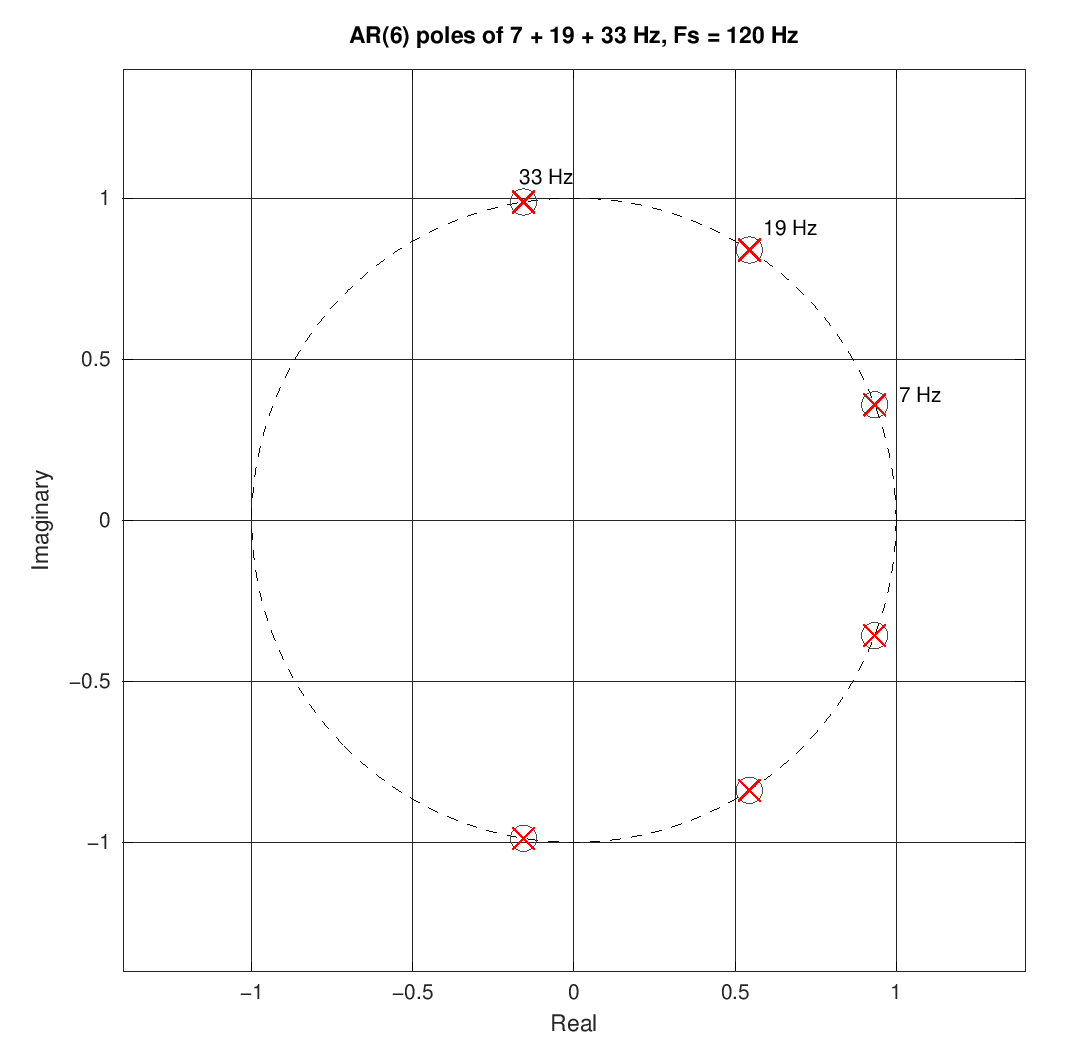 AR(6) poles of 7 + 19 + 33 Hz, Fs = 120 Hz
33 Hz
19 Hz
7 Hz
1
0.5
0
−0.5
−1
Imaginary
−1
−0.5
0
0.5
1
Real